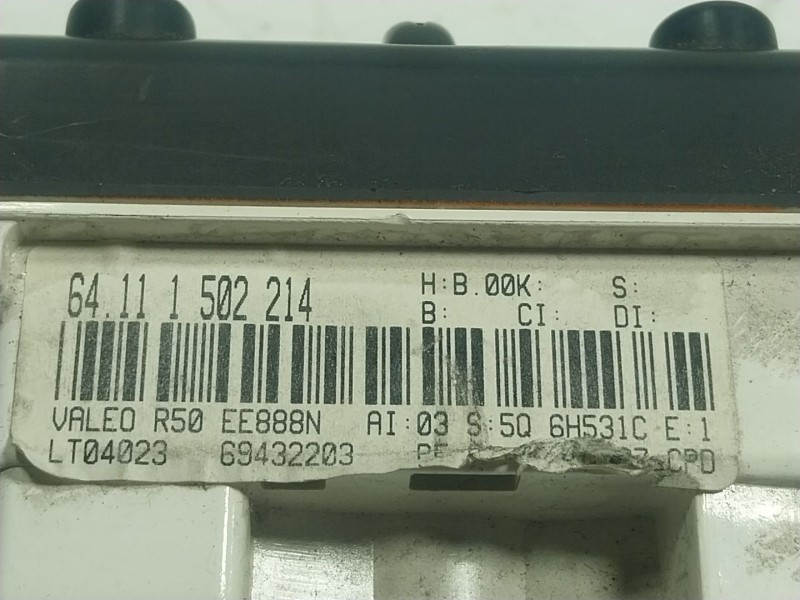 64.11 1 502 214 H:B.00K: S:
B: CI: DI:
VALEO R50 EE888N AI:03 S:5Q 6H531C E:1
LT04023 69432203 CPD